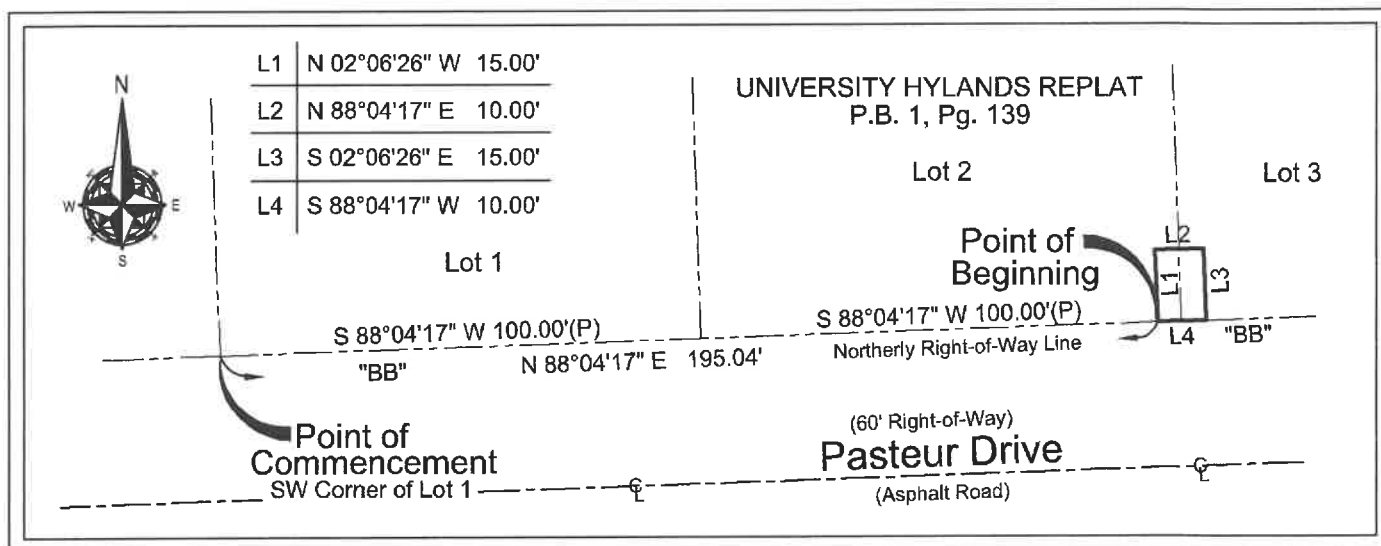 N
W
E
S
L1 N 02°06'26" W 15.00'
L2 N 88°04'17" E 10.00'
L3 S 02°06'26" E 15.00'
L4 S 88°04'17" W 10.00'
UNIVERSITY HYLANDS REPLAT
P.B. 1, Pg. 139
Lot 1
Lot 2
Lot 3
Point of
Beginning
L2
L1
L3
L4
S 88°04'17" W 100.00'(P)
S 88°04'17" W 100.00'(P)
"BB"
N 88°04'17" E 195.04'
Northerly Right-of-Way Line
"BB"
Point of
Commencement
SW Corner of Lot 1
(60' Right-of-Way)
Pasteur Drive
(Asphalt Road)
℄
℄